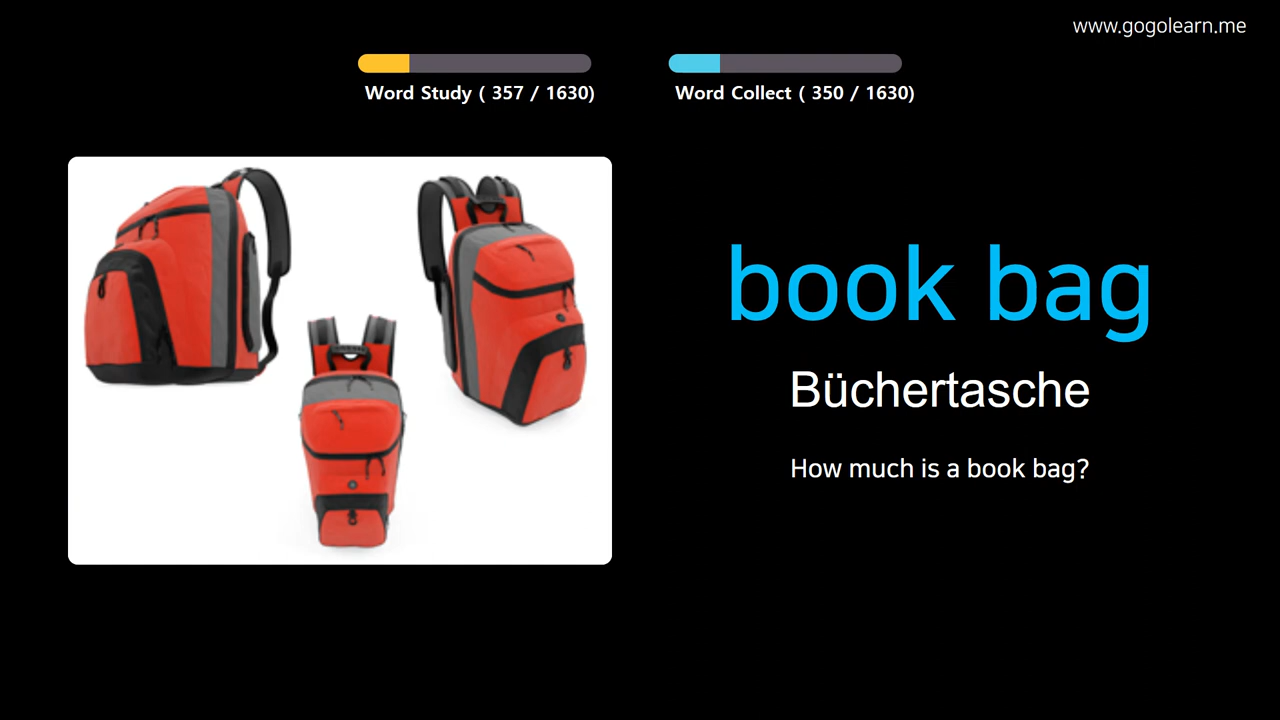 www.gogolearn.me
Word Study ( 357 / 1630)
Word Collect ( 350 / 1630)
book bag
Büchertasche
How much is a book bag?